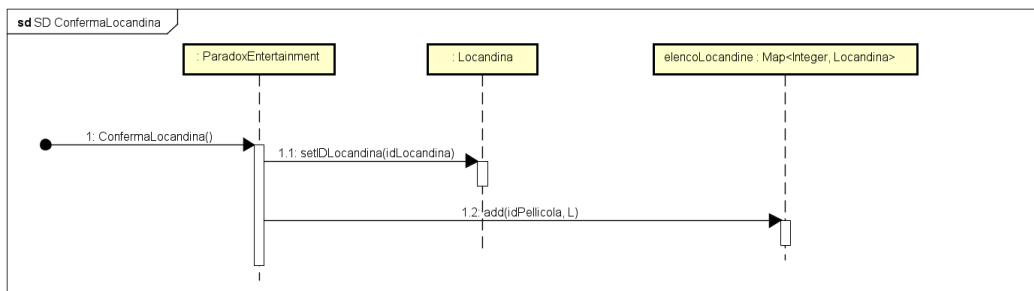 sd SD ConfermaLocandina
: ParadoxEntertainment
: Locandina
elencoLocandine : Map<Integer, Locandina>
1: ConfermaLocandina()
1.1: setIDLocandina(idLocandina)
1.2: add(idPellicola, L)